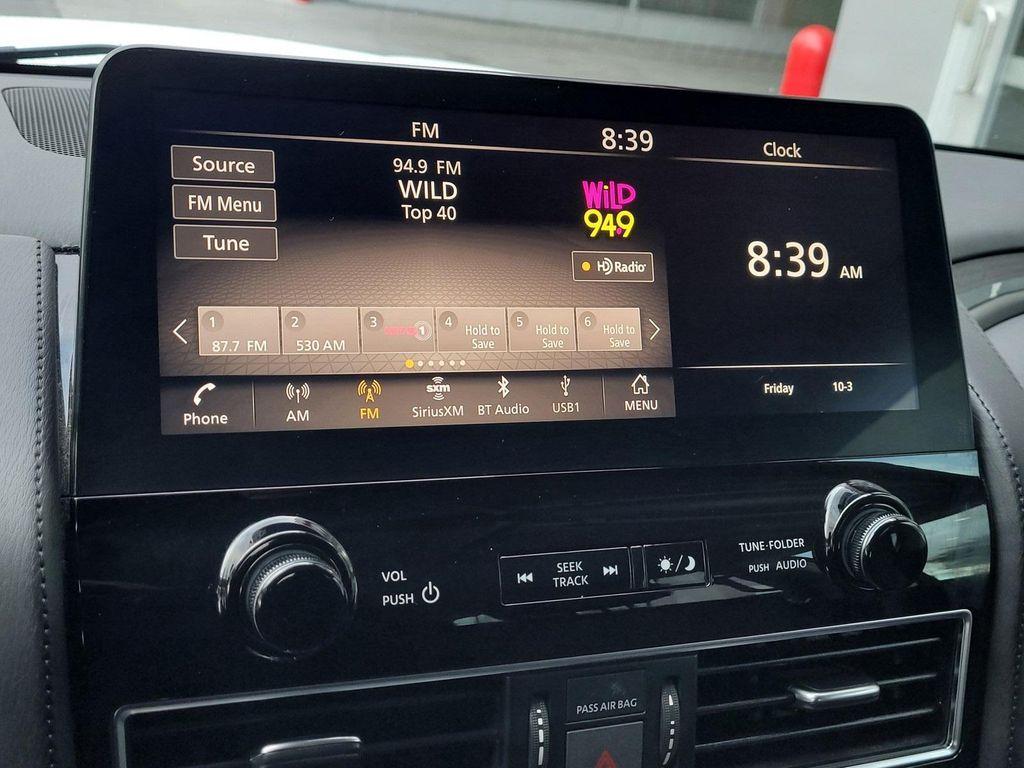 FM
8:39
Clock
Source
FM Menu
Tune
94.9 FM
WILD
Top 40
WiLD
94.9
HD Radio
8:39 AM
1
87.7 FM
2
530 AM
3
1
4
Hold to
Save
5
Hold to
Save
6
Hold to
Save
Phone
AM
FM
sxm
SiriusXM
BT Audio
USB1
MENU
Friday 10-3
VOL
PUSH
SEEK
TRACK
TUNE·FOLDER
PUSH AUDIO
PASS AIR BAG